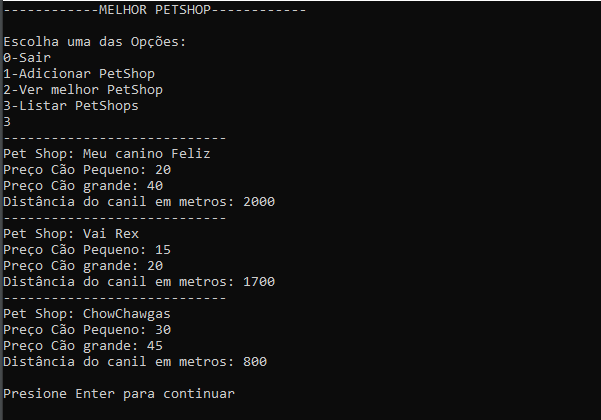 ------------MELHOR PETSHOP------------
Escolha uma das Opções:
0-Sair
1-Adicionar PetShop
2-Ver melhor PetShop
3-Listar PetShops
3
----------------------------
Pet Shop: Meu canino Feliz
Preço Cão Pequeno: 20
Preço Cão grande: 40
Distância do canil em metros: 2000
----------------------------
Pet Shop: Vai Rex
Preço Cão Pequeno: 15
Preço Cão grande: 20
Distância do canil em metros: 1700
----------------------------
Pet Shop: ChowChawgas
Preço Cão Pequeno: 30
Preço Cão grande: 45
Distância do canil em metros: 800
Presione Enter para continuar